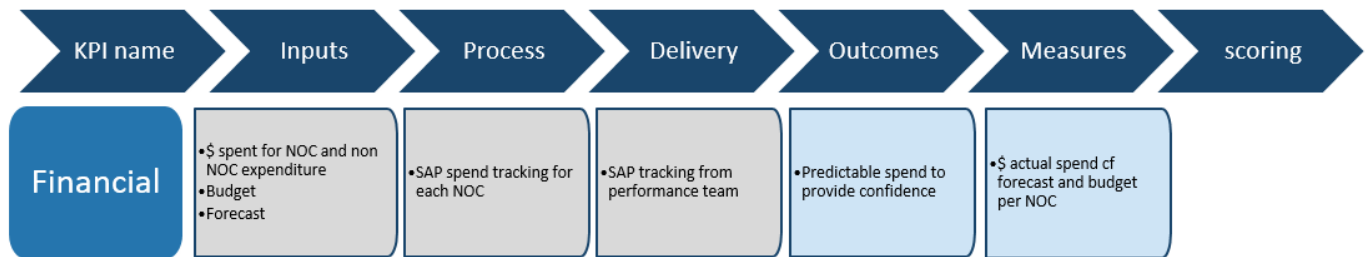 KPI name
Inputs
Process
Delivery
Outcomes
Measures
scoring
Financial
•$ spent for NOC and non
NOC expenditure
•Budget
•Forecast
•SAP spend tracking for
each NOC
•SAP tracking from
performance team
•Predictable spend to
provide confidence
•$ actual spend cf
forecast and budget
per NOC